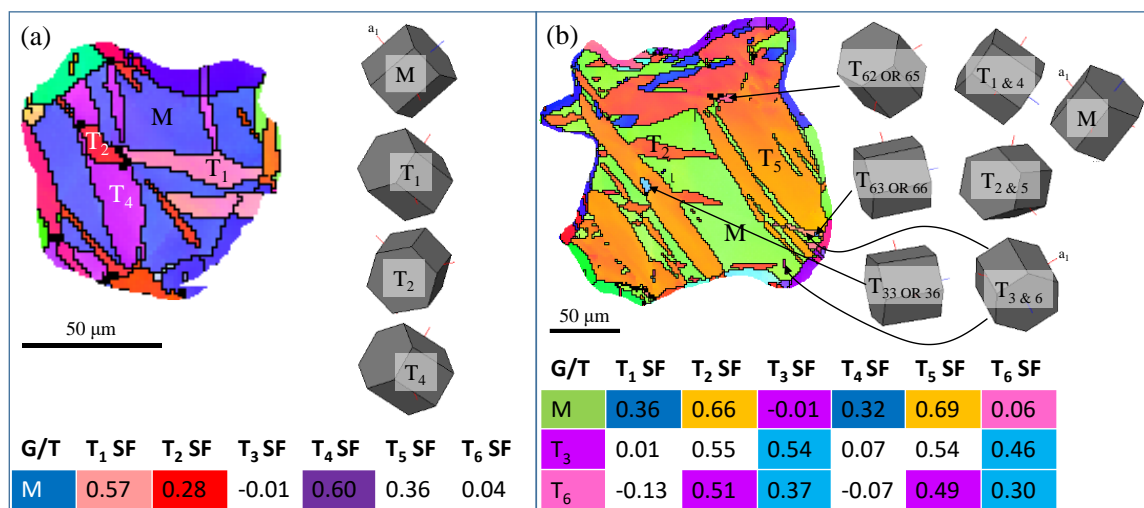 (a)
a₁
M
M
T₁
T₂
T₁
T₄
T₂
50 μm
T₄
G/T T₁ SF T₂ SF T₃ SF T₄ SF T₅ SF T₆ SF
M 0.57 0.28 -0.01 0.60 0.36 0.04
(b)
T₆₂ OR ₆₅
a₁
T₁ & ₄
a₁
M
T₂
T₅
T₆₃ OR ₆₆
T₂ & ₅
M
a₁
T₃₃ OR ₃₆
T₃ & ₆
50 μm
G/T T₁ SF T₂ SF T₃ SF T₄ SF T₅ SF T₆ SF
M 0.36 0.66 -0.01 0.32 0.69 0.06
T₃ 0.01 0.55 0.54 0.07 0.54 0.46
T₆ -0.13 0.51 0.37 -0.07 0.49 0.30